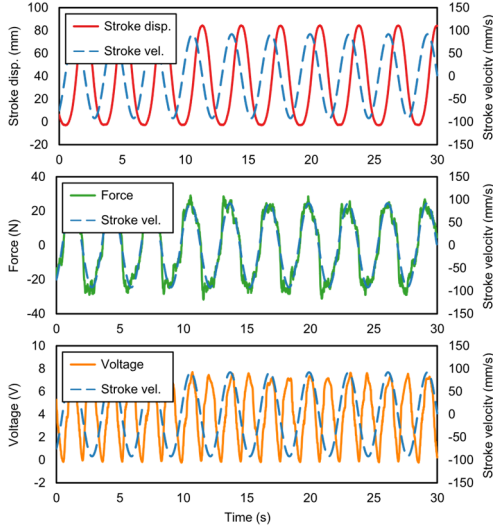 100
80
60
40
20
0
-20
Stroke disp. (mm)
Stroke disp.
Stroke vel.
150
100
50
0
-50
-100
-150
Stroke velocity (mm/s)
0 5 10 15 20 25 30
40
20
0
-20
-40
Force (N)
Force
Stroke vel.
150
100
50
0
-50
-100
-150
Stroke velocity (mm/s)
0 5 10 15 20 25 30
10
8
6
4
2
0
-2
Voltage (V)
Voltage
Stroke vel.
150
100
50
0
-50
-100
-150
Stroke velocity (mm/s)
0 5 10 15 20 25 30
Time (s)